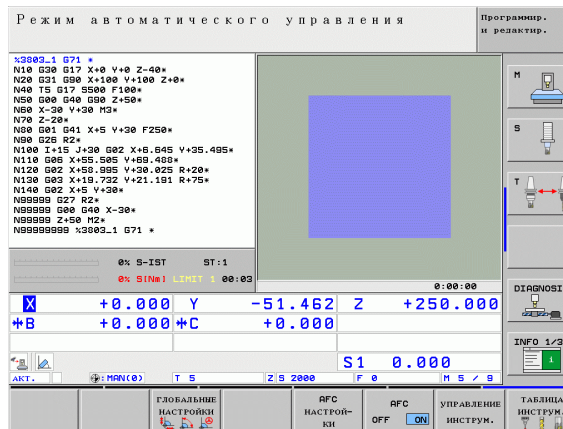 Режим автоматического управления
Программир.
и редактир.
%3803_1 G71 *
N10 G30 G17 X+0 Y+0 Z-40*
N20 G31 G90 X+100 Y+100 Z+0*
N40 T5 G17 S500 F100*
N50 G00 G40 G90 Z+50*
N60 X-30 Y+30 M3*
N70 Z-20*
N80 G01 G41 X+5 Y+30 F250*
N90 G26 R2*
N100 I+15 J+30 G02 X+6.645 Y+35.495*
N110 G06 X+55.505 Y+69.488*
N120 G02 X+58.995 Y+30.025 R+20*
N130 G03 X+19.732 Y+21.191 R+75*
N140 G02 X+5 Y+30*
N99999 G27 R2*
N99999 G00 G40 X-30*
N99999 Z+50 M2*
N99999999 %3803_1 G71 *
M
S
T
0% S-IST ST:1
0% S[Nm] LIMIT 1 00:03
0:00:00
X +0.000 Y -51.462 Z +250.000
B +0.000 C +0.000
S1 0.000
АКТ. : MAN(0) T 5 Z S 2000 F 0 M 5 / 9
DIAGNOSI
INFO 1/3
i
ГЛОБАЛЬНЫЕ
НАСТРОЙКИ
AFC
НАСТРОЙ-
КИ
AFC
OFF ON
УПРАВЛЕНИЕ
ИНСТРУМ.
ТАБЛИЦА
ИНСТРУМ.